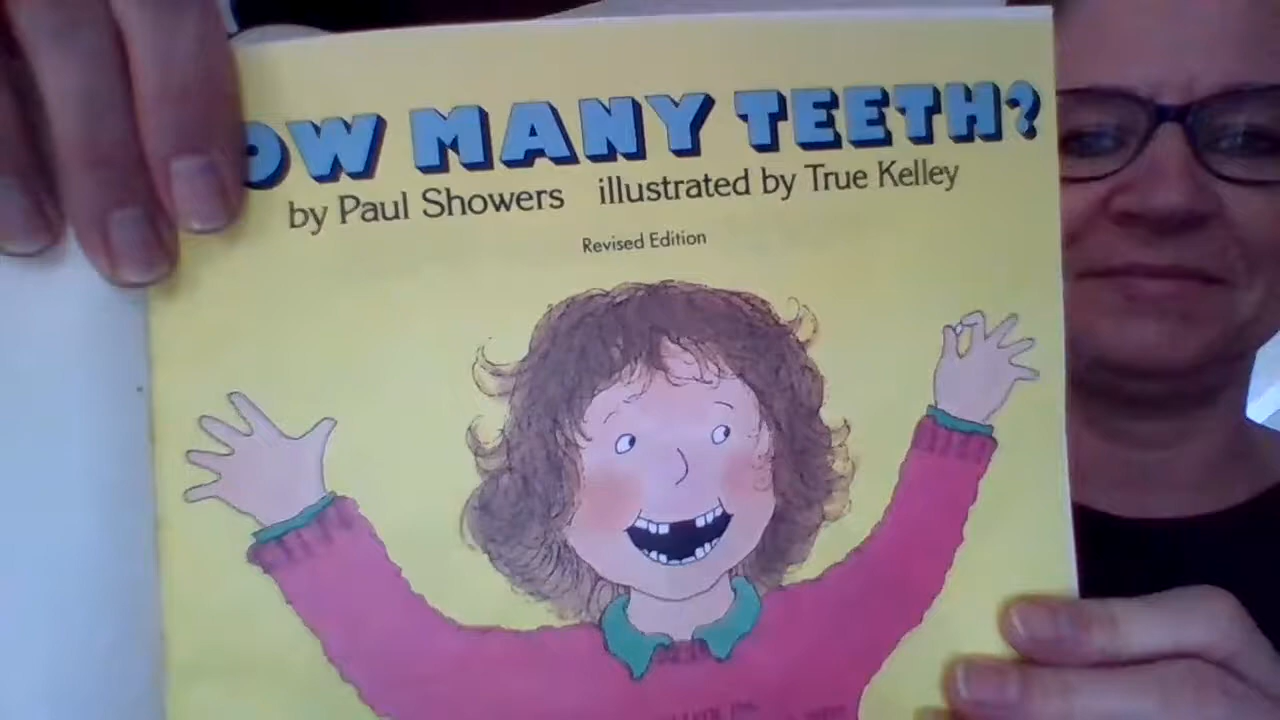 OW MANY TEETH?
by Paul Showers illustrated by True Kelley
Revised Edition